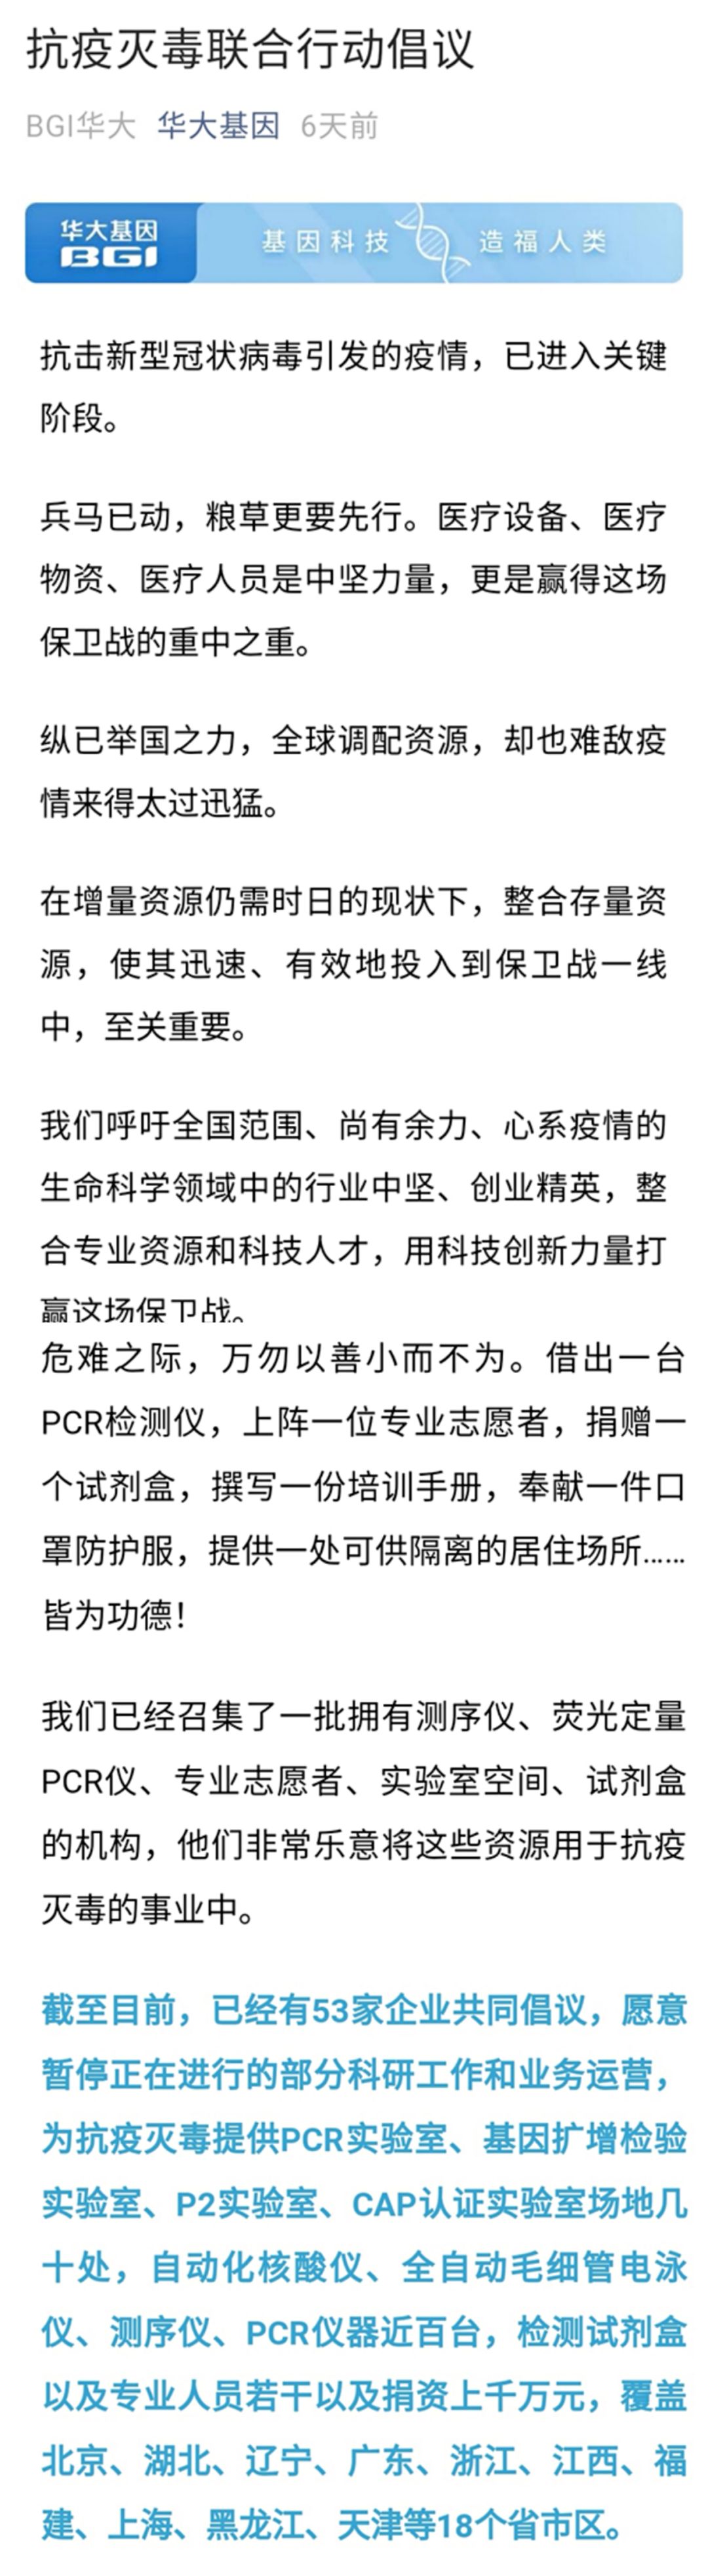 抗疫灭毒联合行动倡议
BGI华大 华大基因 6天前
华大基因
BGI
基因科技 造福人类
抗击新型冠状病毒引发的疫情，已进入关键
阶段。
兵马已动，粮草更要先行。医疗设备、医疗
物资、医疗人员是中坚力量，更是赢得这场
保卫战的重中之重。
纵已举国之力，全球调配资源，却也难敌疫
情来得太过迅猛。
在增量资源仍需时日的现状下，整合存量资
源，使其迅速、有效地投入到保卫战一线
中，至关重要。
我们呼吁全国范围、尚有余力、心系疫情的
生命科学领域中的行业中坚、创业精英，整
合专业资源和科技人才，用科技创新力量打
赢这场保卫战。
危难之际，万勿以善小而不为。借出一台
PCR检测仪，上阵一位专业志愿者，捐赠一
个试剂盒，撰写一份培训手册，奉献一件口
罩防护服，提供一处可供隔离的居住场所......
皆为功德！
我们已经召集了一批拥有测序仪、荧光定量
PCR仪、专业志愿者、实验室空间、试剂盒
的机构，他们非常乐意将这些资源用于抗疫
灭毒的事业中。
截至目前，已经有53家企业共同倡议，愿意
暂停正在进行的部分科研工作和业务运营，
为抗疫灭毒提供PCR实验室、基因扩增检验
实验室、P2实验室、CAP认证实验室场地几
十处，自动化核酸仪、全自动毛细管电泳
仪、测序仪、PCR仪器近百台，检测试剂盒
以及专业人员若干以及捐资上千万元，覆盖
北京、湖北、辽宁、广东、浙江、江西、福
建、上海、黑龙江、天津等18个省市区。